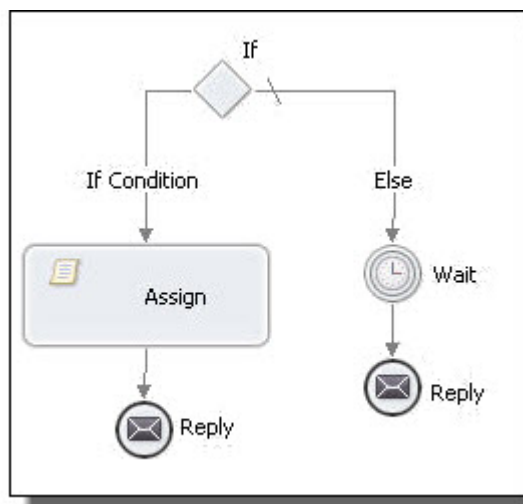 If
If Condition
Else
Assign
Wait
Reply
Reply